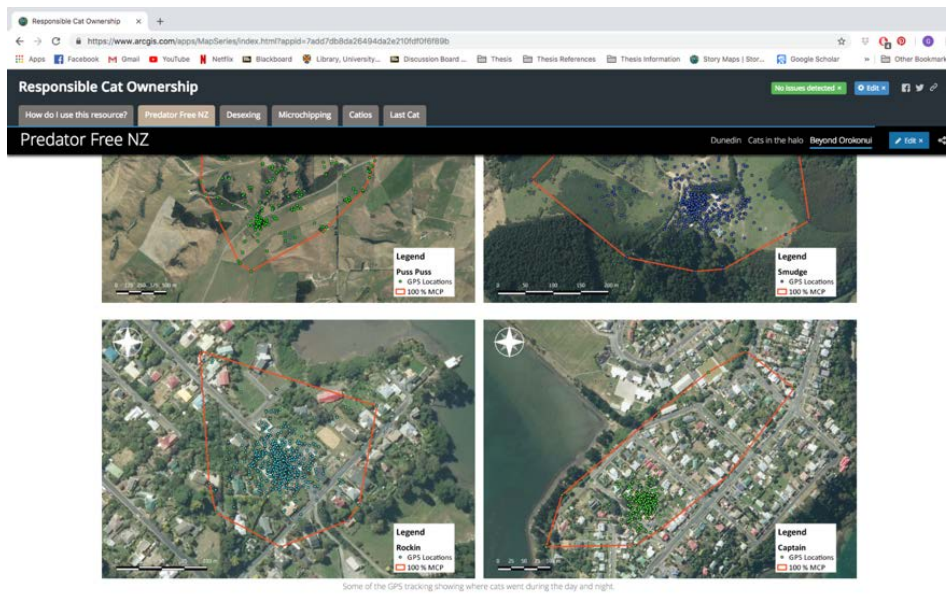 Responsible Cat Ownership
https://www.arcgis.com/apps/MapSeries/index.html?appid=7add7db8da26494da2e210fdf0f6f89b
Apps Facebook Gmail YouTube Netflix Blackboard Library, University... Discussion Board ... Thesis Thesis References Thesis Information Story Maps | Stor... Google Scholar » Other Bookmark
Responsible Cat Ownership
No issues detected
Edit
How do I use this resource? Predator Free NZ Desexing Microchipping Catios Last Cat
Predator Free NZ
Dunedin Cats in the halo Beyond Orokonui
Edit
Legend
Puss Puss
GPS Locations
100 % MCP
Legend
Smudge
GPS Locations
100 % MCP
Legend
Rockin
GPS Locations
100 % MCP
Legend
Captain
GPS Locations
100 % MCP
Some of the GPS tracking showing where cats went during the day and night.